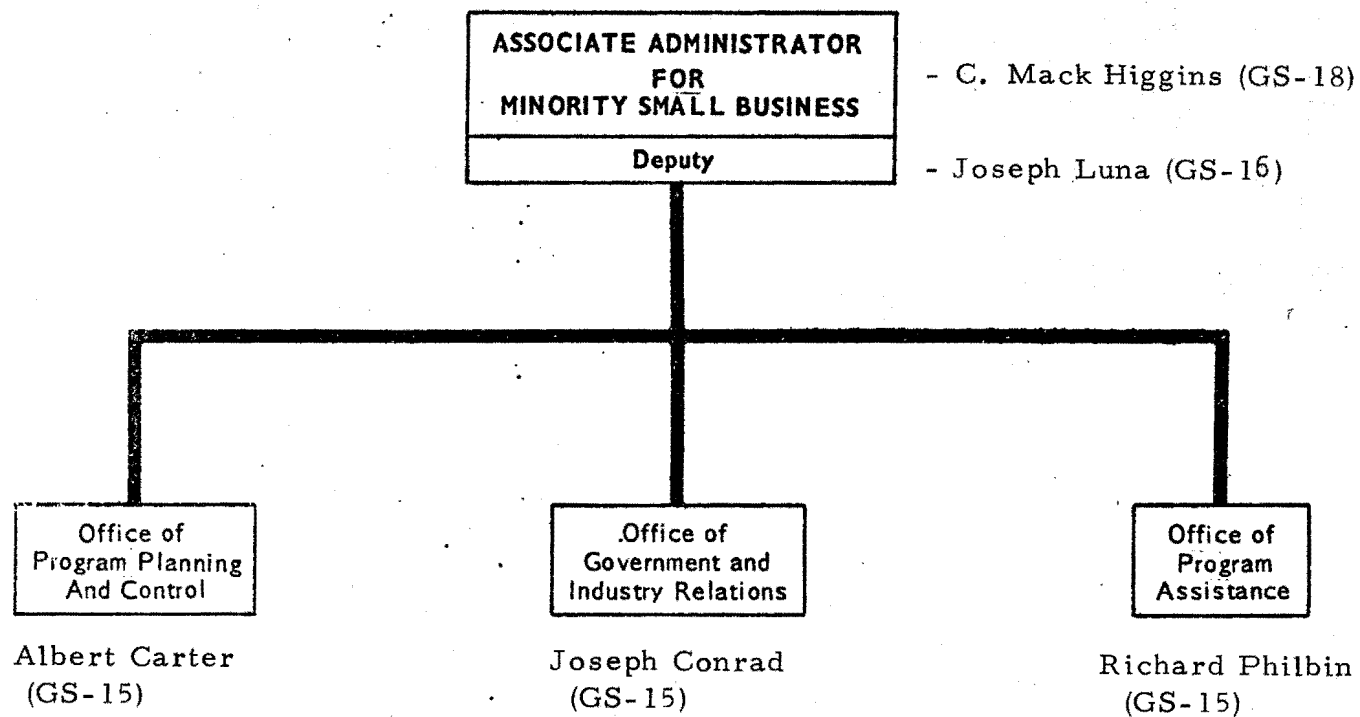 ASSOCIATE ADMINISTRATOR
FOR
MINORITY SMALL BUSINESS
- C. Mack Higgins (GS-18)
Deputy
- Joseph Luna (GS-16)
Office of
Program Planning
And Control
Albert Carter
(GS-15)
.Office of
Government and
Industry Relations
Joseph Conrad
(GS-15)
Office of
Program
Assistance
Richard Philbin
(GS-15)